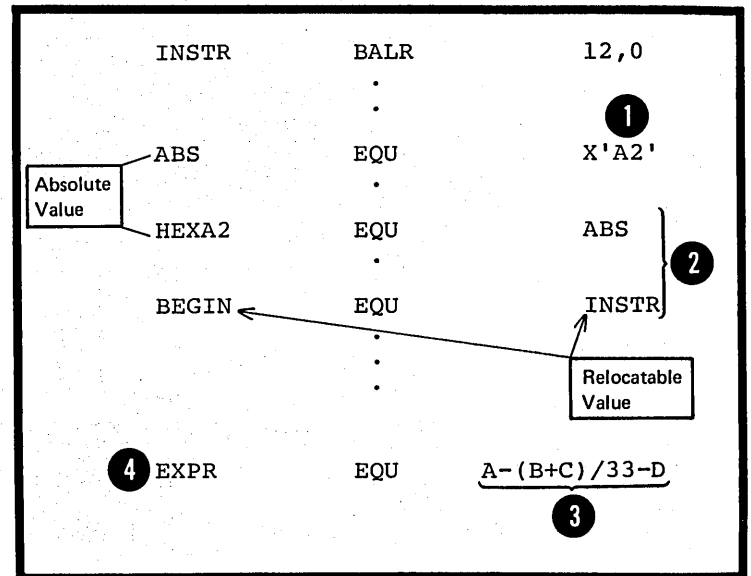 INSTR BALR 12,0
1
ABS EQU X'A2'
Absolute
Value
HEXA2 EQU ABS
2
BEGIN EQU INSTR
Relocatable
Value
4 EXPR EQU A-(B+C)/33-D
3